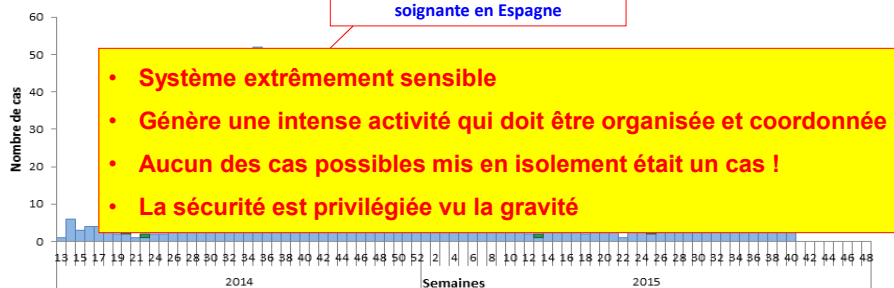 soignante en Espagne
60
50
40
30
20
10
0
Nombre de cas
• Système extrêmement sensible
• Génère une intense activité qui doit être organisée et coordonnée
• Aucun des cas possibles mis en isolement était un cas !
• La sécurité est privilégiée vu la gravité
13 15 17 19 21 24 26 28 30 32 34 36 38 40 42 44 46 48 50 52 2 4 6 8 10 12 14 16 18 20 22 24 26 28 30 32 34 36 38 40 42 44 46 48
2014 Semaines 2015